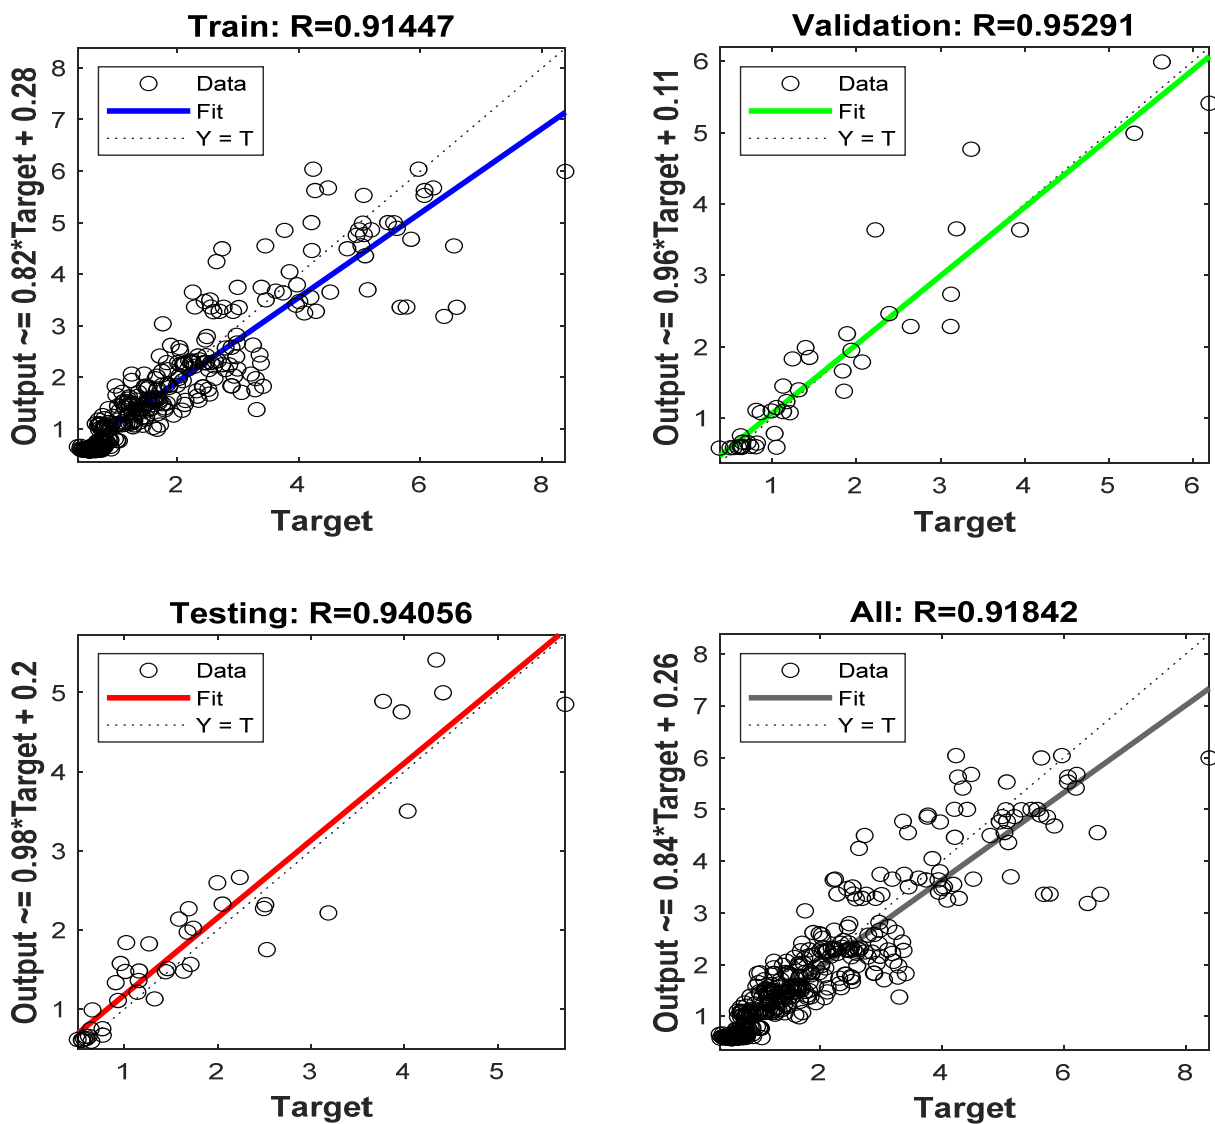 Train: R=0.91447
Output ~= 0.82*Target + 0.28
8
7
6
5
4
3
2
1
Data
Fit
Y = T
2
4
6
8
Target
Validation: R=0.95291
Output ~= 0.96*Target + 0.11
6
5
4
3
2
1
Data
Fit
Y = T
1
2
3
4
5
6
Target
Testing: R=0.94056
Output ~= 0.98*Target + 0.2
5
4
3
2
1
Data
Fit
Y = T
1
2
3
4
5
Target
All: R=0.91842
Output ~= 0.84*Target + 0.26
8
7
6
5
4
3
2
1
Data
Fit
Y = T
2
4
6
8
Target